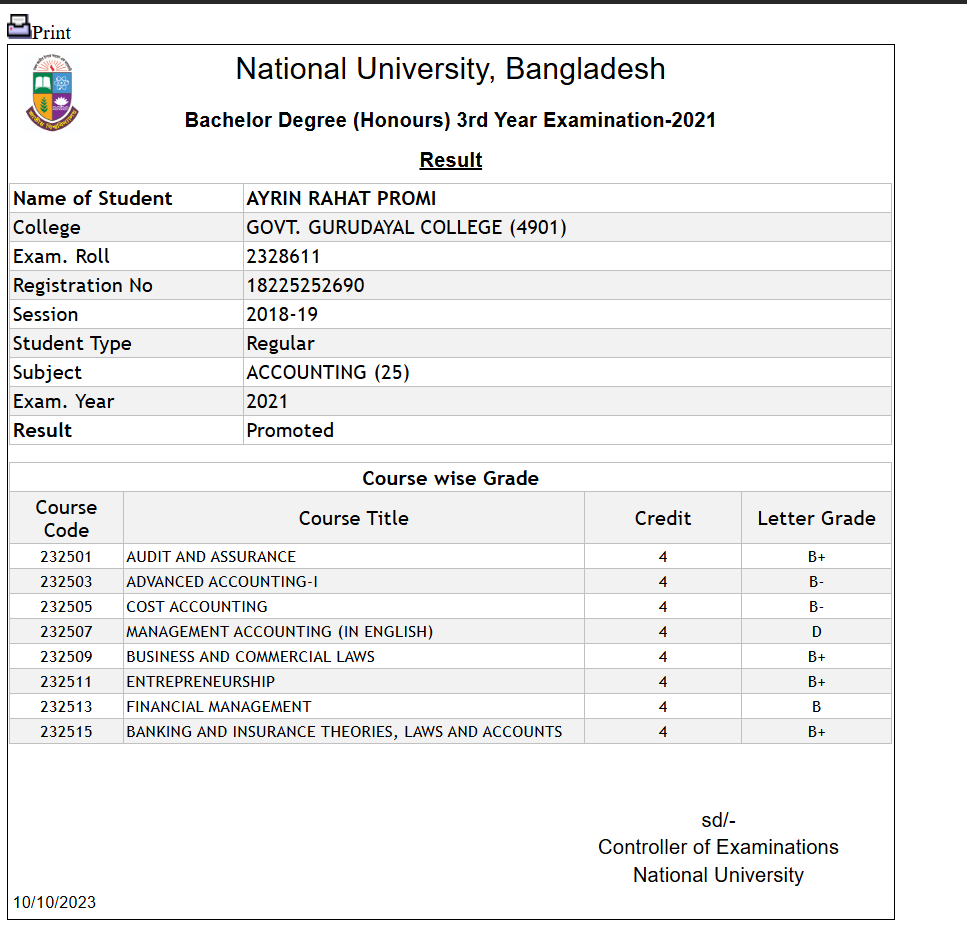 Print
National University, Bangladesh
Bachelor Degree (Honours) 3rd Year Examination-2021
Result
Name of Student AYRIN RAHAT PROMI
College GOVT. GURUDAYAL COLLEGE (4901)
Exam. Roll 2328611
Registration No 18225252690
Session 2018-19
Student Type Regular
Subject ACCOUNTING (25)
Exam. Year 2021
Result Promoted
Course wise Grade
Course Code Course Title Credit Letter Grade
232501 AUDIT AND ASSURANCE 4 B+
232503 ADVANCED ACCOUNTING-I 4 B-
232505 COST ACCOUNTING 4 B-
232507 MANAGEMENT ACCOUNTING (IN ENGLISH) 4 D
232509 BUSINESS AND COMMERCIAL LAWS 4 B+
232511 ENTREPRENEURSHIP 4 B+
232513 FINANCIAL MANAGEMENT 4 B
232515 BANKING AND INSURANCE THEORIES, LAWS AND ACCOUNTS 4 B+
sd/-
Controller of Examinations
National University
10/10/2023